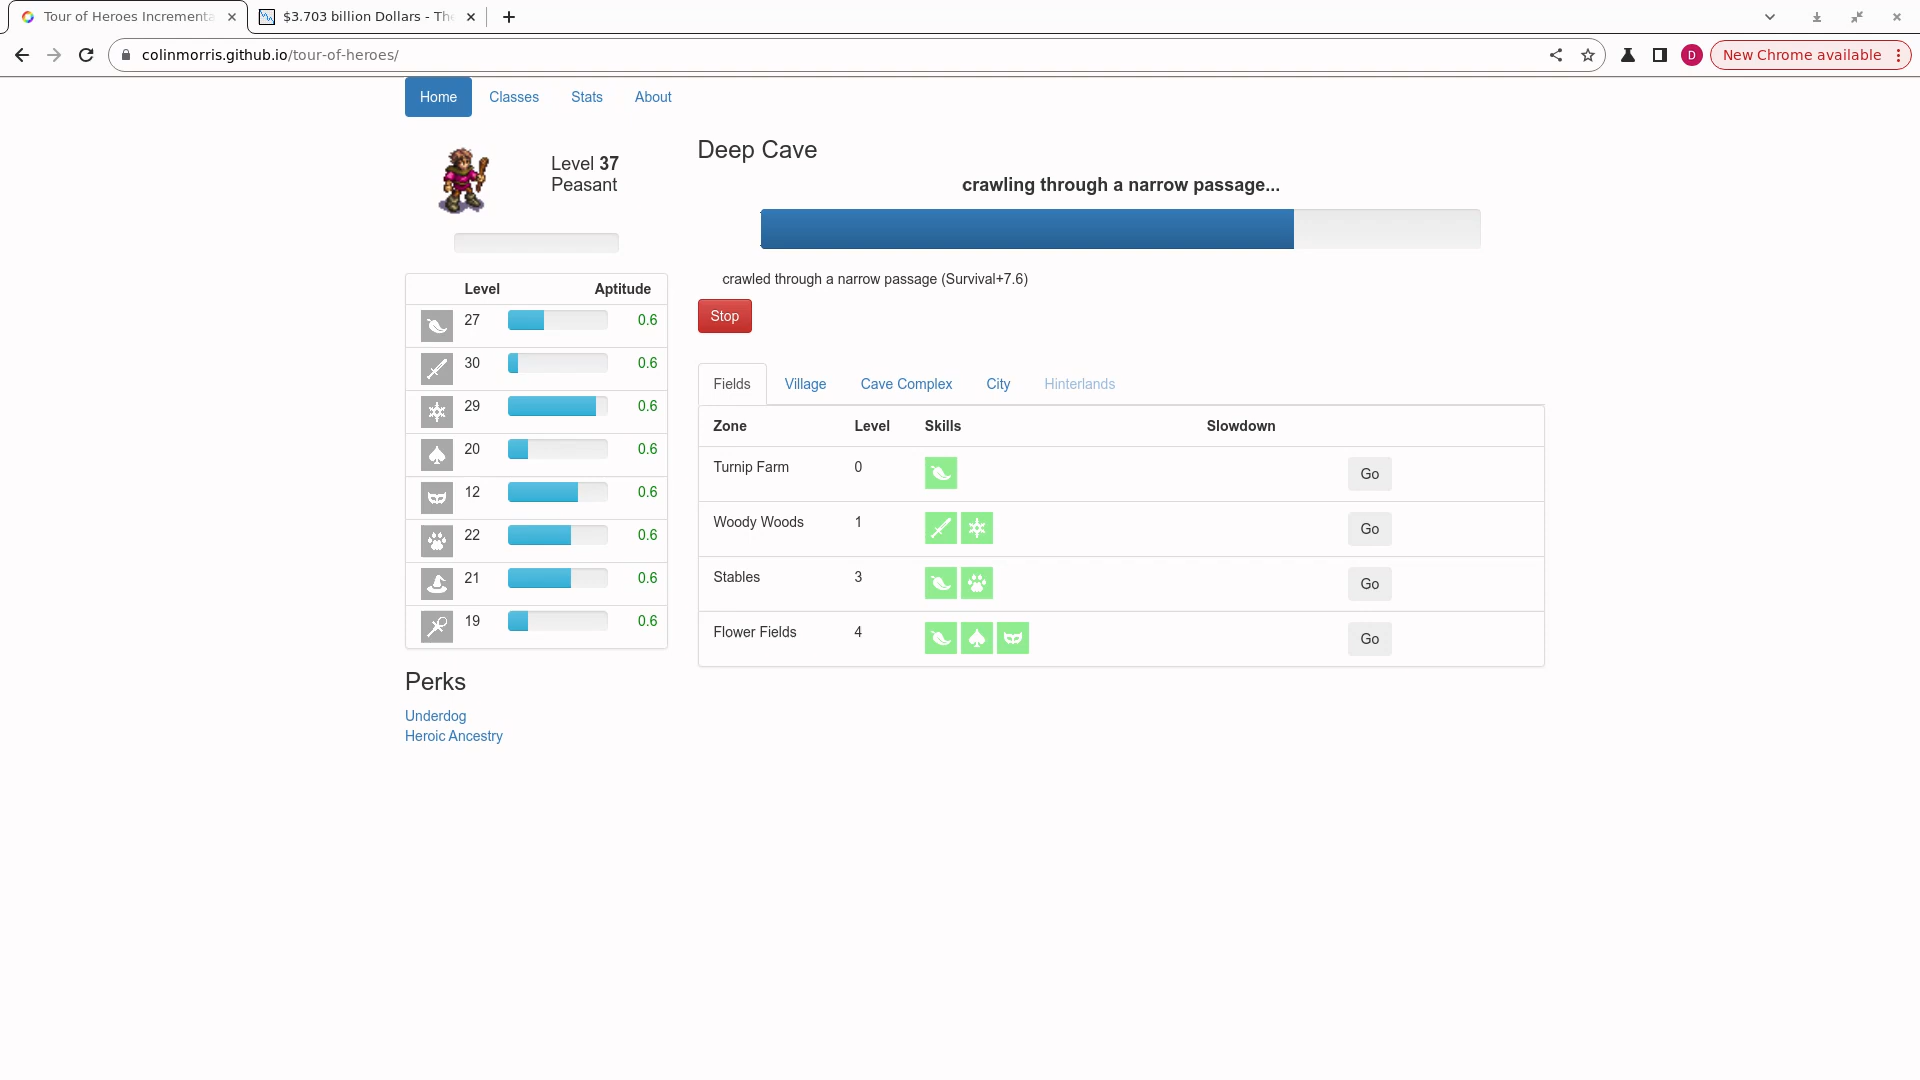 Tour of Heroes Incrementa
$3.703 billion Dollars - The
colinmorris.github.io/tour-of-heroes/
D
New Chrome available
Home
Classes
Stats
About
Level 37
Peasant
Deep Cave
crawling through a narrow passage...
crawled through a narrow passage (Survival+7.6)
Stop
Level Aptitude
27 0.6
30 0.6
29 0.6
20 0.6
12 0.6
22 0.6
21 0.6
19 0.6
Perks
Underdog
Heroic Ancestry
Fields Village Cave Complex City Hinterlands
Zone Level Skills Slowdown
Turnip Farm 0 Go
Woody Woods 1 Go
Stables 3 Go
Flower Fields 4 Go